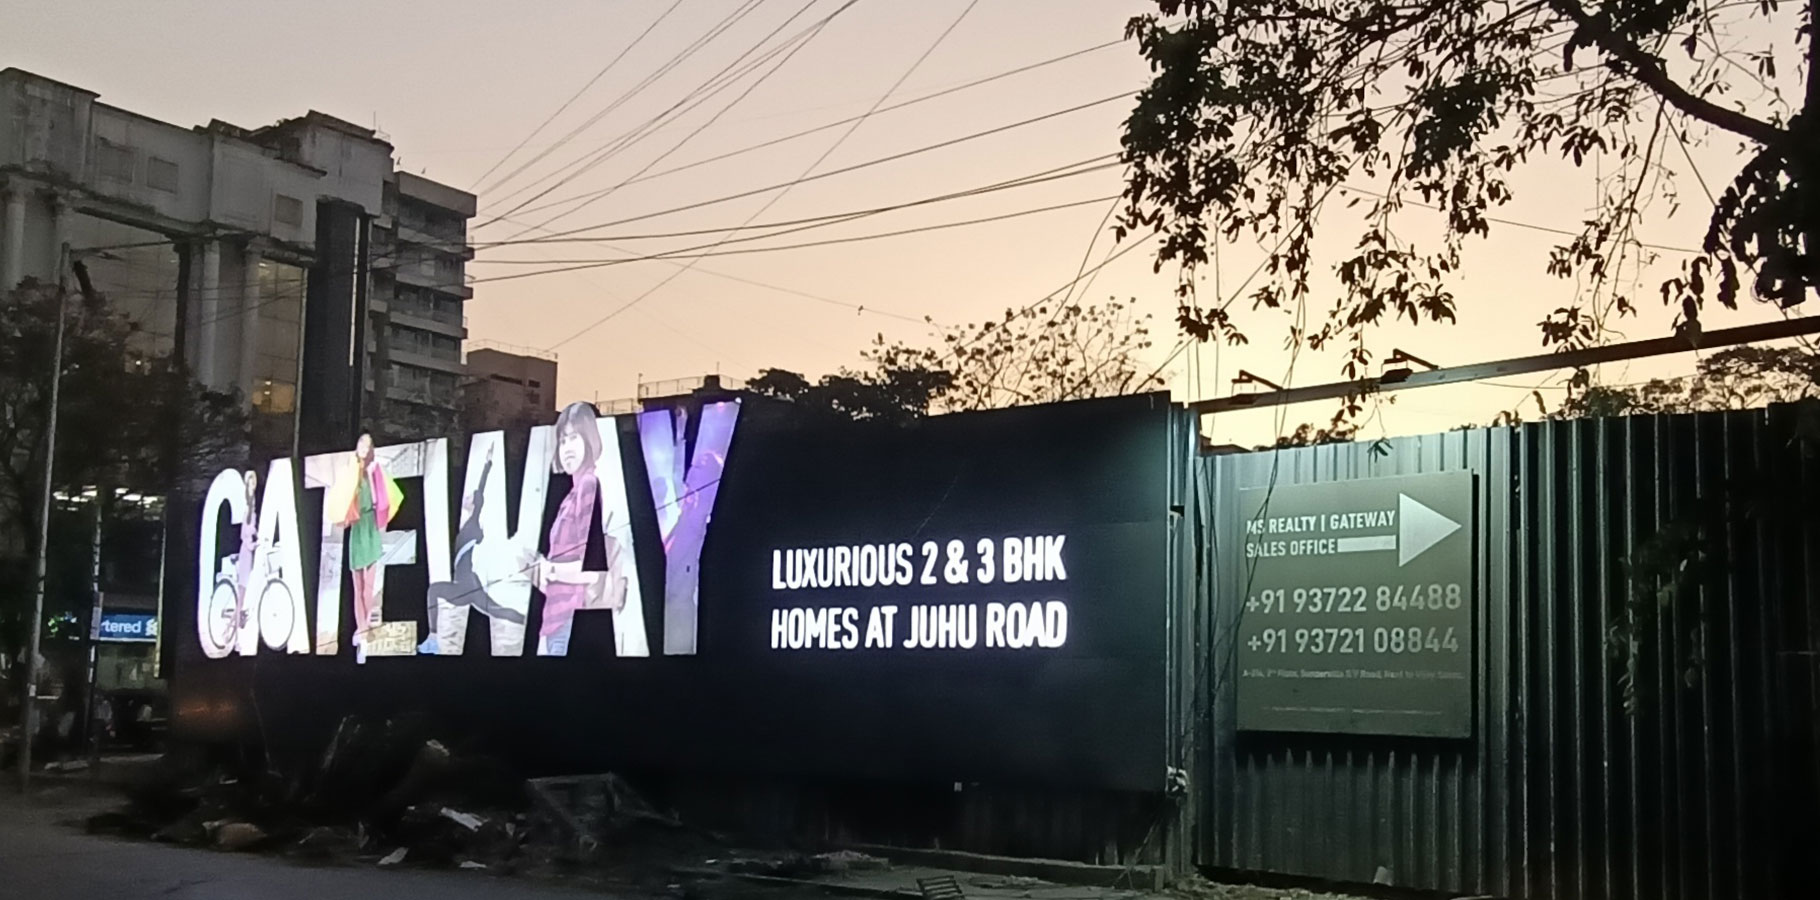 GATEWAY
LUXURIOUS 2 & 3 BHK
HOMES AT JUHU ROAD
MS REALTY | GATEWAY
SALES OFFICE
+91 93722 84488
+91 93721 08844
rtered